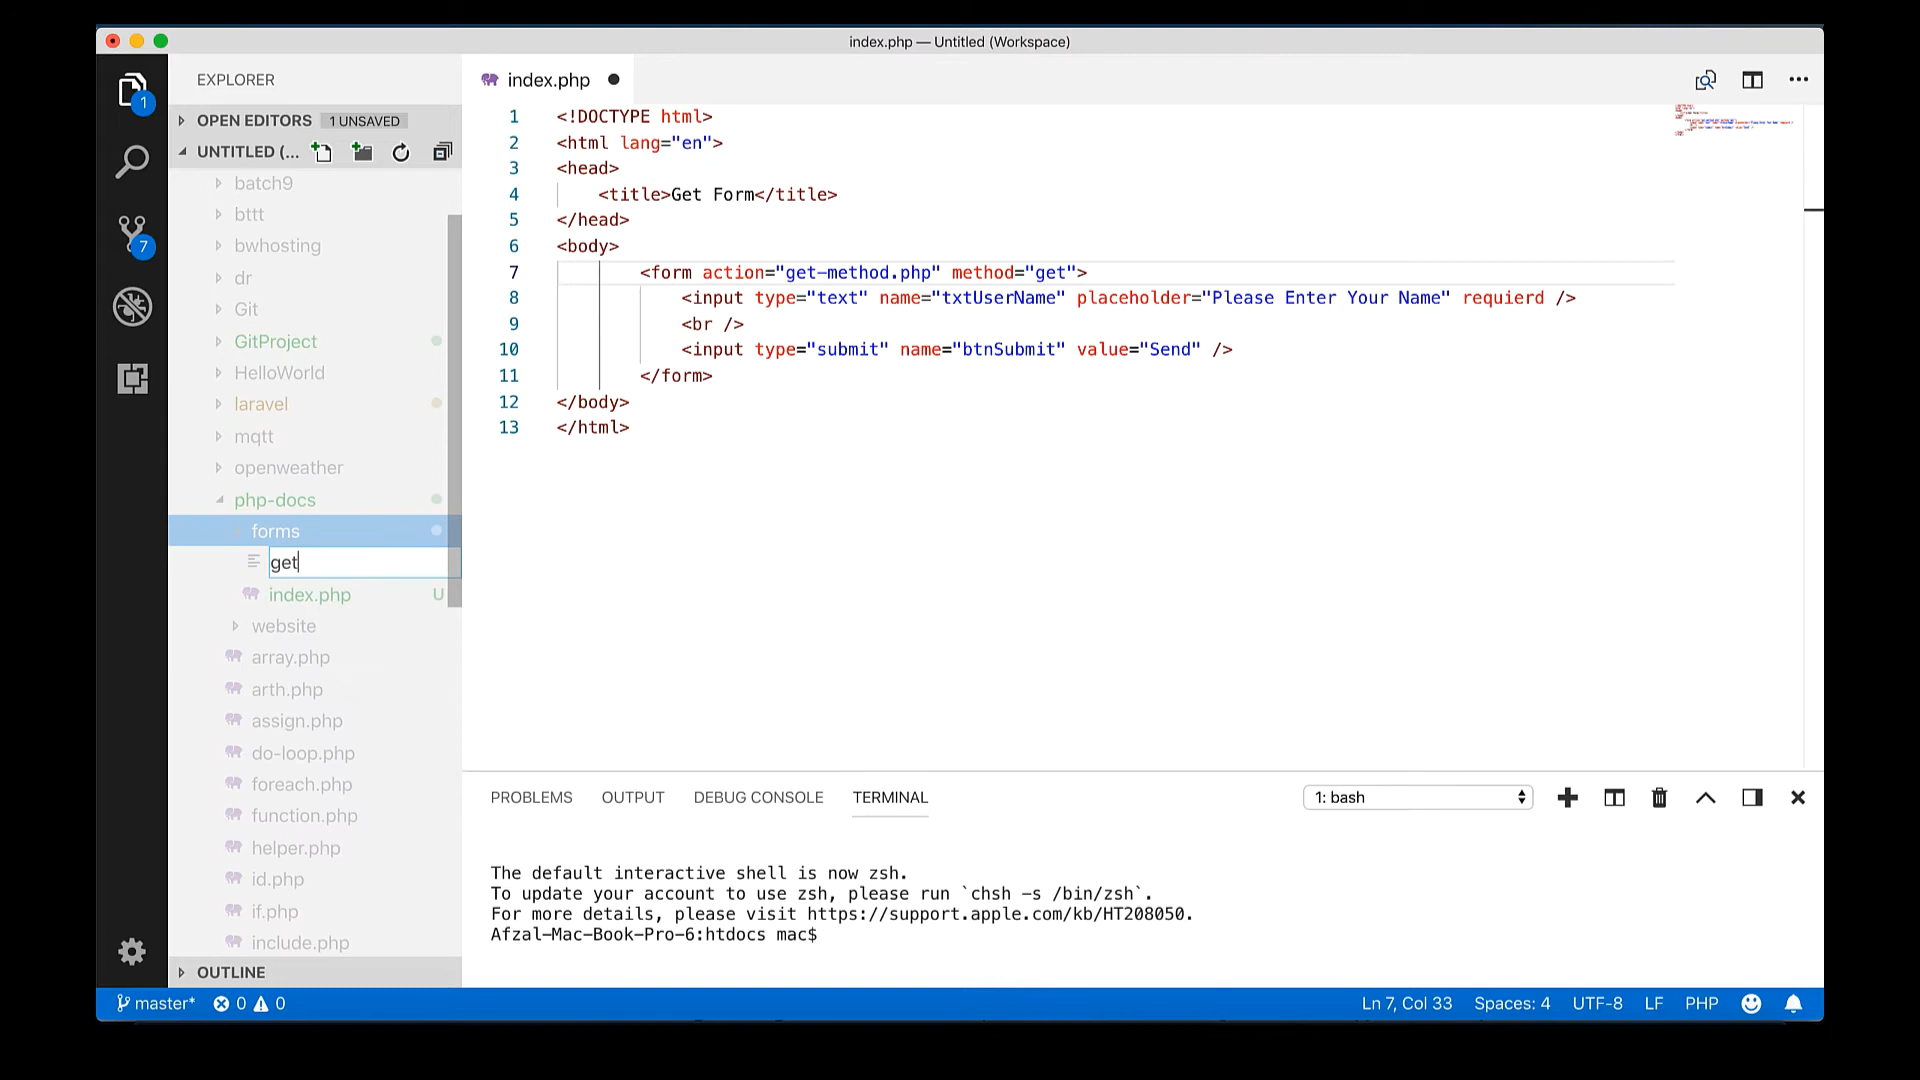 index.php — Untitled (Workspace)
EXPLORER
OPEN EDITORS 1 UNSAVED
UNTITLED (...
batch9
bttt
bwhosting
dr
Git
GitProject
HelloWorld
laravel
mqtt
openweather
php-docs
forms
get
index.php U
website
array.php
arth.php
assign.php
do-loop.php
foreach.php
function.php
helper.php
id.php
if.php
include.php
OUTLINE
1
7
index.php
1 <!DOCTYPE html>
2 <html lang="en">
3 <head>
4 <title>Get Form</title>
5 </head>
6 <body>
7 <form action="get-method.php" method="get">
8 <input type="text" name="txtUserName" placeholder="Please Enter Your Name" requierd />
9 <br />
10 <input type="submit" name="btnSubmit" value="Send" />
11 </form>
12 </body>
13 </html>
PROBLEMS OUTPUT DEBUG CONSOLE TERMINAL 1: bash
The default interactive shell is now zsh.
To update your account to use zsh, please run `chsh -s /bin/zsh`.
For more details, please visit https://support.apple.com/kb/HT208050.
Afzal-Mac-Book-Pro-6:htdocs mac$
master* 0 0 Ln 7, Col 33 Spaces: 4 UTF-8 LF PHP